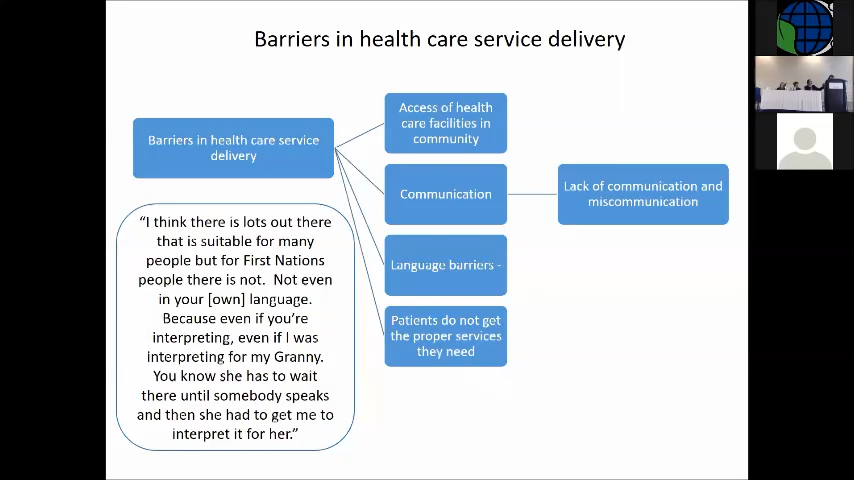 Barriers in health care service delivery
Barriers in health care service
delivery
Access of health
care facilities in
community
Communication
Lack of communication and
miscommunication
Language barriers -
Patients do not get
the proper services
they need
“I think there is lots out there
that is suitable for many
people but for First Nations
people there is not.  Not even
in your [own] language.
Because even if you’re
interpreting, even if I was
interpreting for my Granny.
You know she has to wait
there until somebody speaks
and then she had to get me to
interpret it for her.”